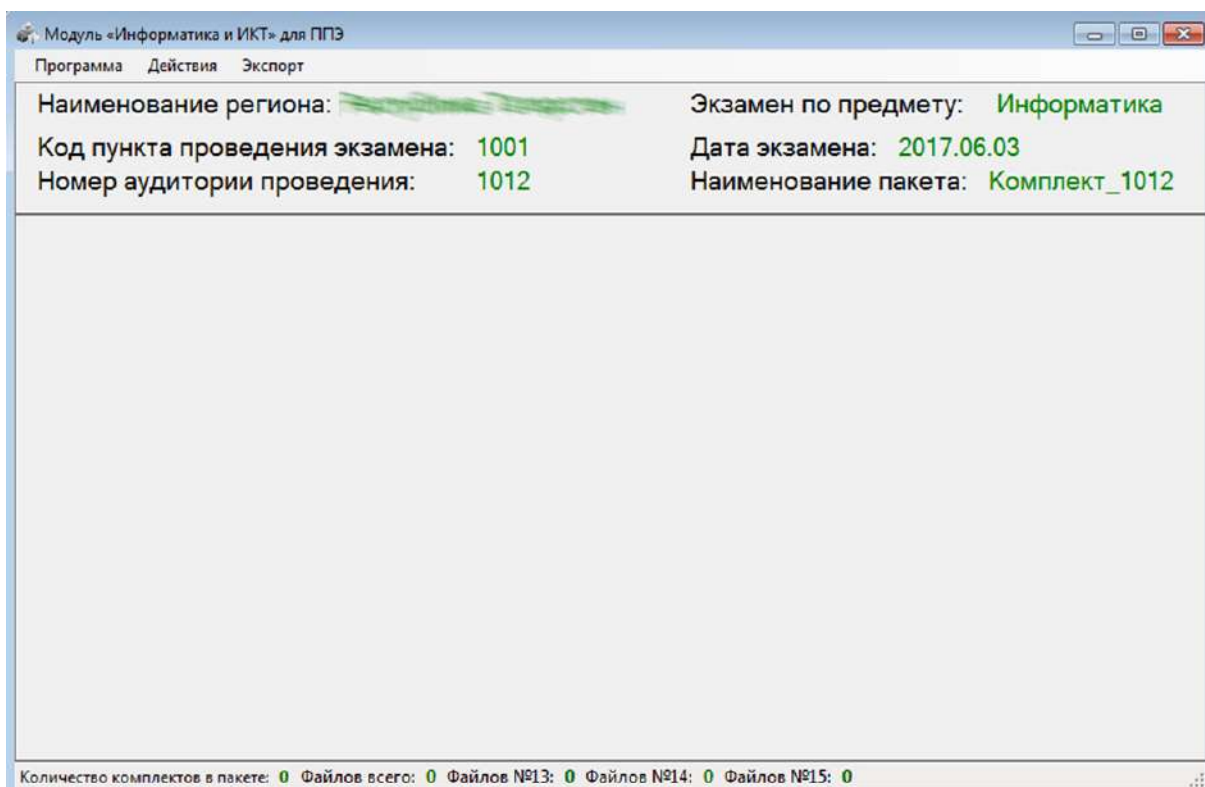 Модуль «Информатика и ИКТ» для ППЭ
Программа Действия Экспорт
Наименование региона:
Экзамен по предмету: Информатика
Код пункта проведения экзамена: 1001
Дата экзамена: 2017.06.03
Номер аудитории проведения: 1012
Наименование пакета: Комплект_1012
Количество комплектов в пакете: 0 Файлов всего: 0 Файлов №13: 0 Файлов №14: 0 Файлов №15: 0